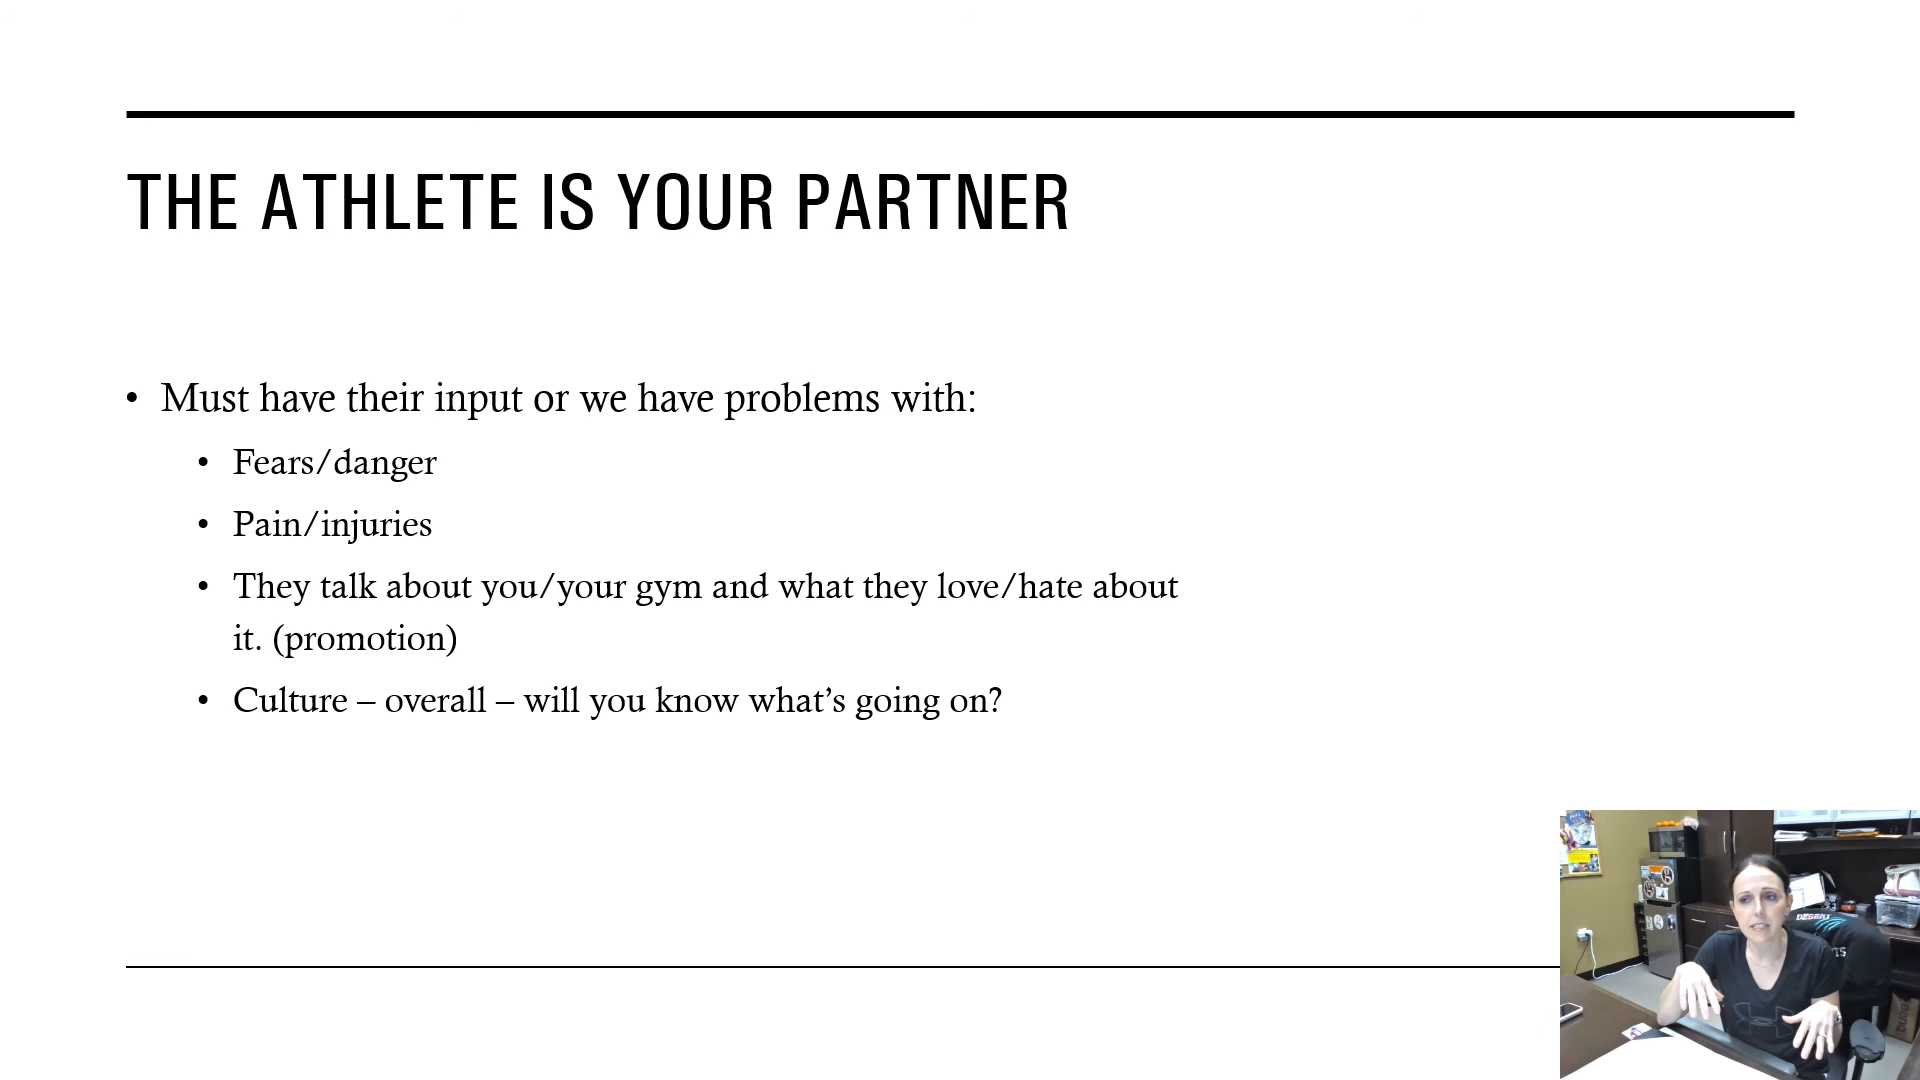 THE ATHLETE IS YOUR PARTNER
• Must have their input or we have problems with:
• Fears/danger
• Pain/injuries
• They talk about you/your gym and what they love/hate about
it. (promotion)
• Culture – overall – will you know what’s going on?
DESERT